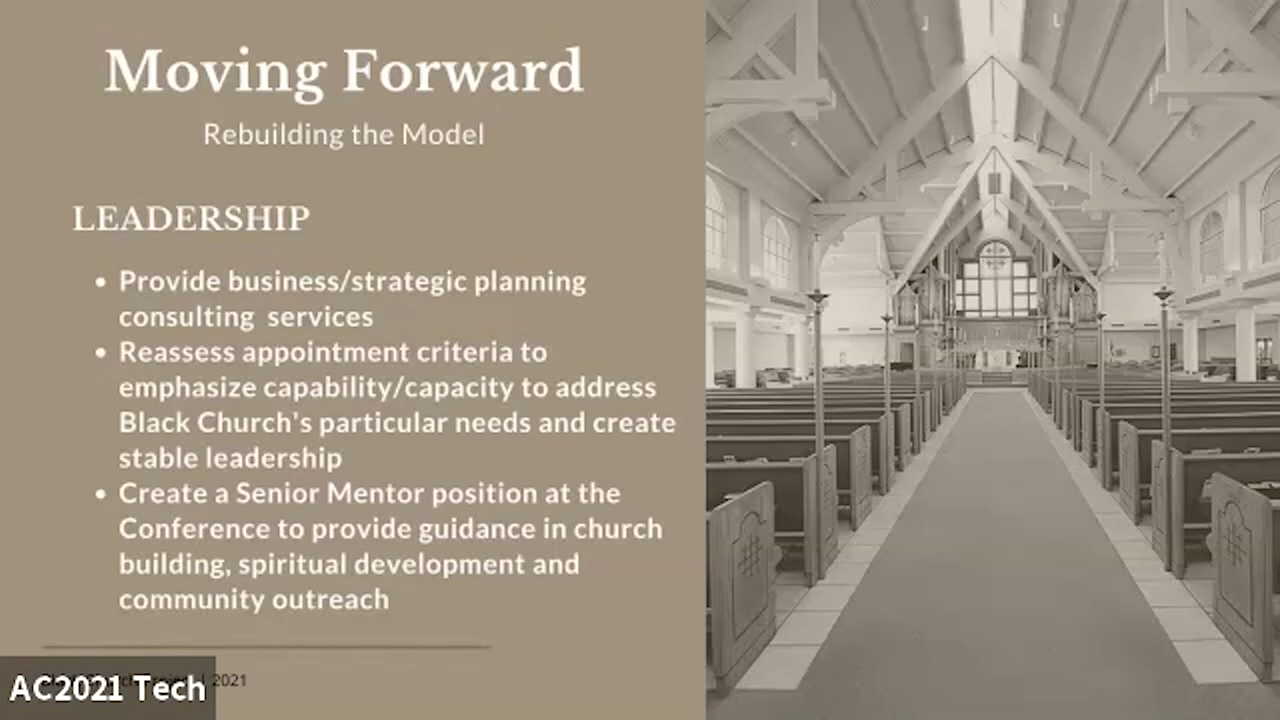 Moving Forward
Rebuilding the Model
LEADERSHIP
• Provide business/strategic planning
consulting services
• Reassess appointment criteria to
emphasize capability/capacity to address
Black Church's particular needs and create
stable leadership
• Create a Senior Mentor position at the
Conference to provide guidance in church
building, spiritual development and
community outreach
| 2021
AC2021 Tech